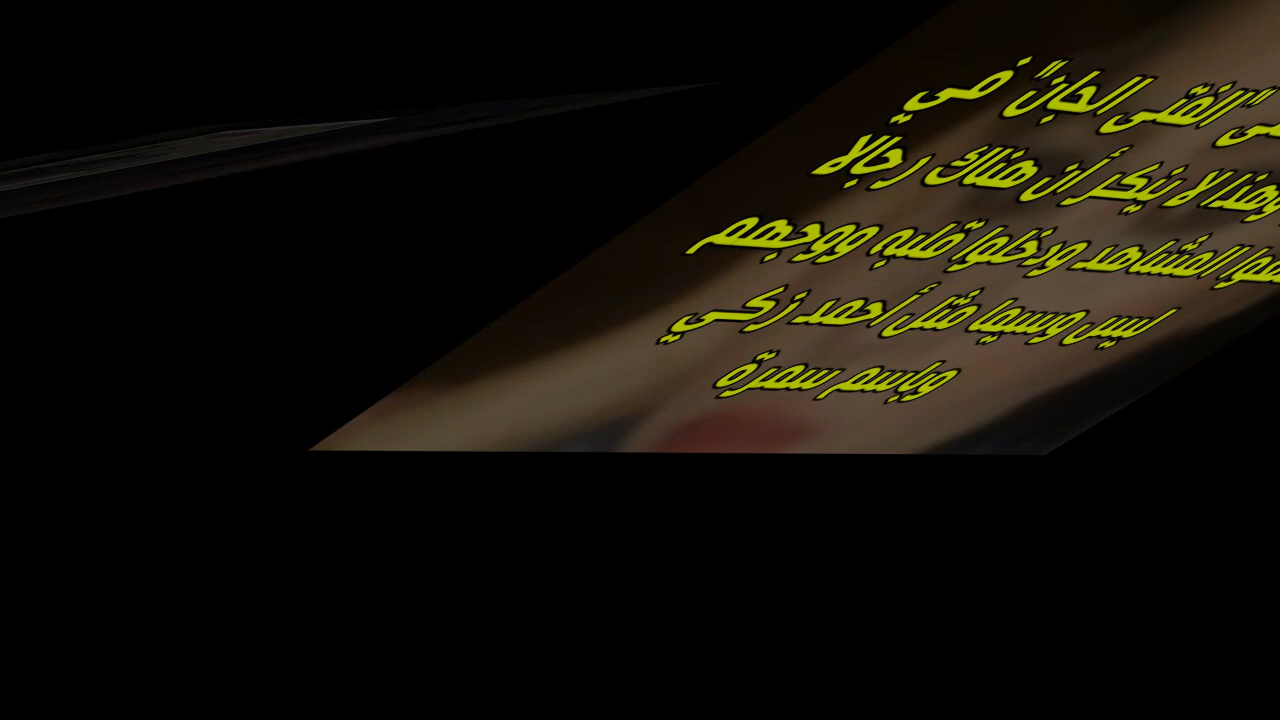 "الفتى الجان" في
وهذا لا ينكر أن هناك رجالا
المشاهد ودخلوا قلبه ووجههم
ليس وسيما مثل أحمد زكي
وباسم سمرة